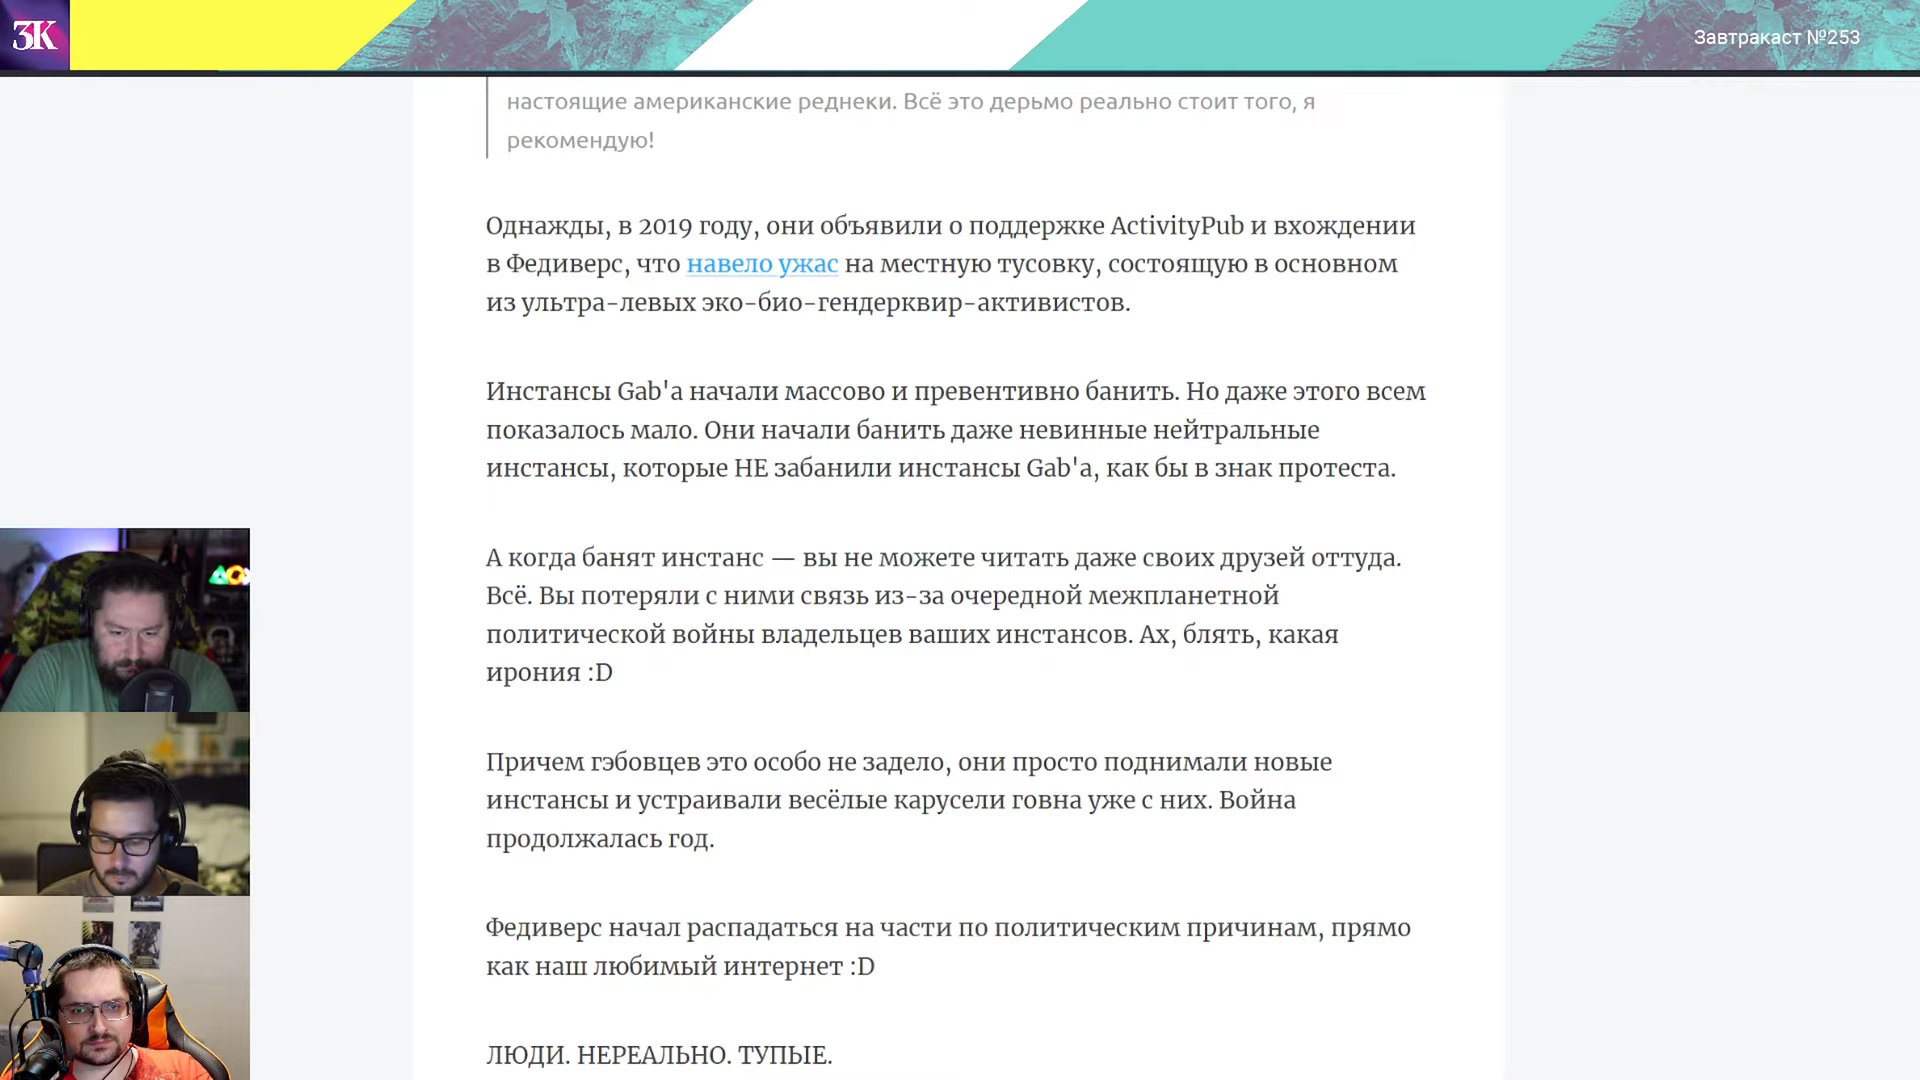 ЗК
Завтракаст №253
настоящие американские реднеки. Всё это дерьмо реально стоит того, я
рекомендую!
Однажды, в 2019 году, они объявили о поддержке ActivityPub и вхождении
в Федиверс, что навело ужас на местную тусовку, состоящую в основном
из ультра-левых эко-био-гендерквир-активистов.
Инстансы Gab'а начали массово и превентивно банить. Но даже этого всем
показалось мало. Они начали банить даже невинные нейтральные
инстансы, которые НЕ забанили инстансы Gab'а, как бы в знак протеста.
А когда банят инстанс — вы не можете читать даже своих друзей оттуда.
Всё. Вы потеряли с ними связь из-за очередной межпланетной
политической войны владельцев ваших инстансов. Ах, блять, какая
ирония :D
Причем гэбовцев это особо не задело, они просто поднимали новые
инстансы и устраивали весёлые карусели говна уже с них. Война
продолжалась год.
Федиверс начал распадаться на части по политическим причинам, прямо
как наш любимый интернет :D
ЛЮДИ. НЕРЕАЛЬНО. ТУПЫЕ.